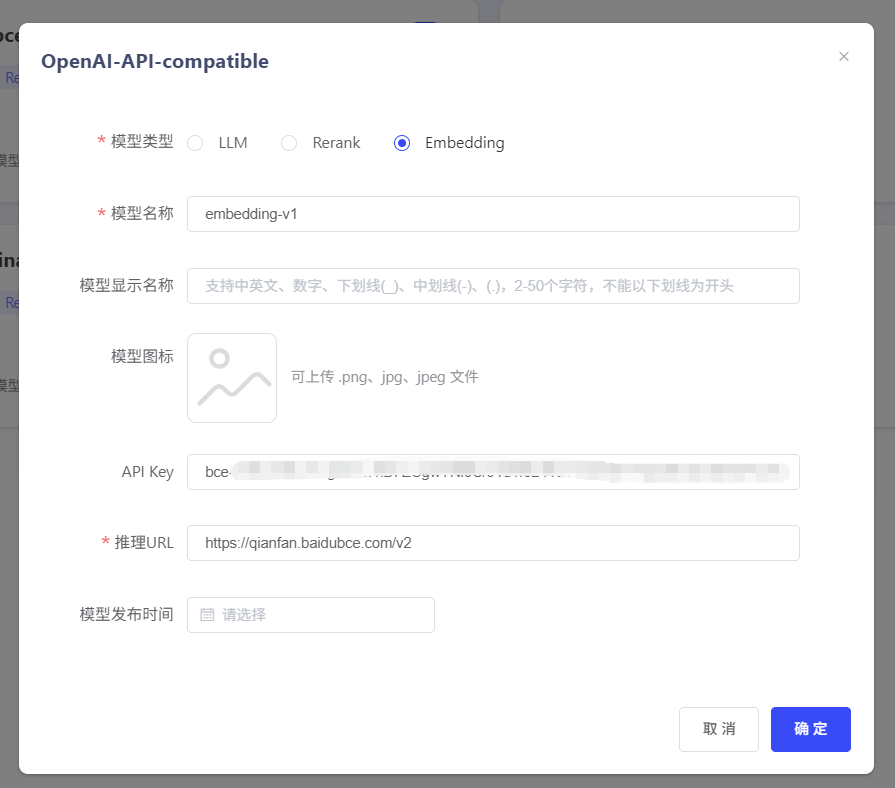 OpenAI-API-compatible
* 模型类型 LLM Rerank Embedding
* 模型名称 embedding-v1
模型显示名称 支持中英文、数字、下划线(_)、中划线(-)、(.)，2-50个字符，不能以下划线为开头
模型图标 可上传 .png、jpg、jpeg 文件
API Key bce-
* 推理URL https://qianfan.baidubce.com/v2
模型发布时间 请选择
取 消 确 定